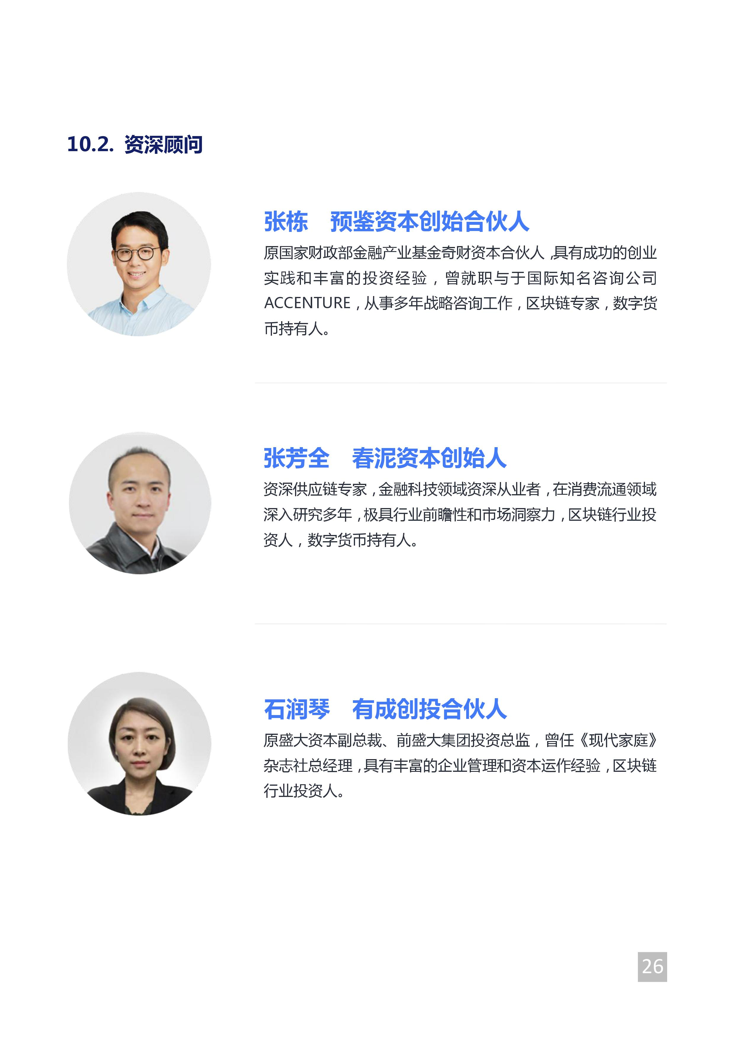 10.2. 资深顾问
张栋 预鉴资本创始合伙人
原国家财政部金融产业基金奇财资本合伙人，具有成功的创业
实践和丰富的投资经验，曾就职与于国际知名咨询公司
ACCENTURE，从事多年战略咨询工作，区块链专家，数字货
币持有人。
张芳全 春泥资本创始人
资深供应链专家，金融科技领域资深从业者，在消费流通领域
深入研究多年，极具行业前瞻性和市场洞察力，区块链行业投
资人，数字货币持有人。
石润琴 有成创投合伙人
原盛大资本副总裁、前盛大集团投资总监，曾任《现代家庭》
杂志社总经理，具有丰富的企业管理和资本运作经验，区块链
行业投资人。
26